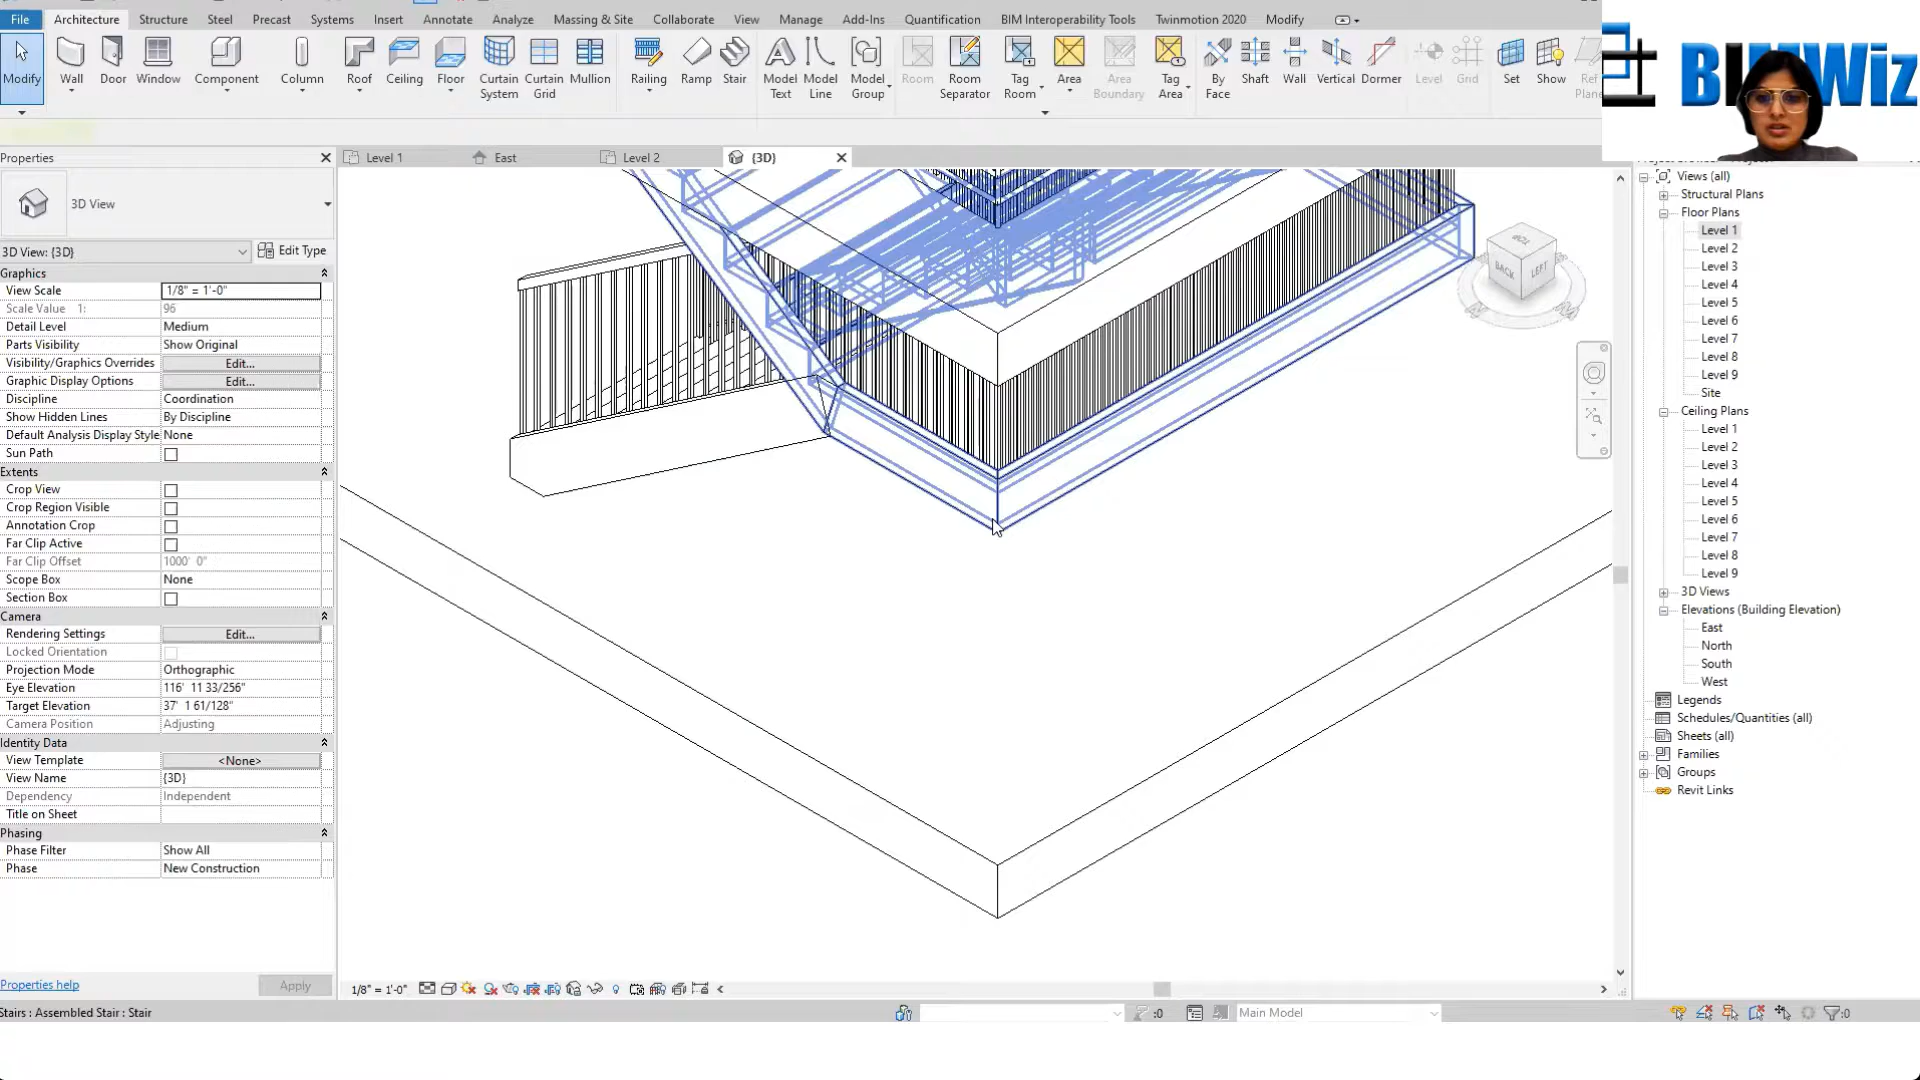 File Architecture Structure Steel Precast Systems Insert Annotate Analyze Massing & Site Collaborate View Manage Add-Ins Quantification BIM Interoperability Tools Twinmotion 2020 Modify
Modify Wall Door Window Component Column Roof Ceiling Floor Curtain System Curtain Grid Mullion Railing Ramp Stair Model Text Model Line Model Group Room Room Separator Tag Room Area Area Boundary Tag Area By Face Shaft Wall Vertical Dormer Level Grid Set Show Ref Plane
Properties
Level 1 East Level 2 {3D}
3D View
3D View: {3D} Edit Type
Graphics
View Scale 1/8" = 1'-0"
Scale Value 1: 96
Detail Level Medium
Parts Visibility Show Original
Visibility/Graphics Overrides Edit...
Graphic Display Options Edit...
Discipline Coordination
Show Hidden Lines By Discipline
Default Analysis Display Style None
Sun Path
Extents
Crop View
Crop Region Visible
Annotation Crop
Far Clip Active
Far Clip Offset 1000' 0"
Scope Box None
Section Box
Camera
Rendering Settings Edit...
Locked Orientation
Projection Mode Orthographic
Eye Elevation 116' 11 33/256"
Target Elevation 37' 1 61/128"
Camera Position Adjusting
Identity Data
View Template <None>
View Name {3D}
Dependency Independent
Title on Sheet
Phasing
Phase Filter Show All
Phase New Construction
Properties help Apply
BACK LEFT
Views (all)
Structural Plans
Floor Plans
Level 1
Level 2
Level 3
Level 4
Level 5
Level 6
Level 7
Level 8
Level 9
Site
Ceiling Plans
Level 1
Level 2
Level 3
Level 4
Level 5
Level 6
Level 7
Level 8
Level 9
3D Views
Elevations (Building Elevation)
East
North
South
West
Legends
Schedules/Quantities (all)
Sheets (all)
Families
Groups
Revit Links
1/8" = 1'-0"
Stairs : Assembled Stair : Stair
:0 Main Model :0